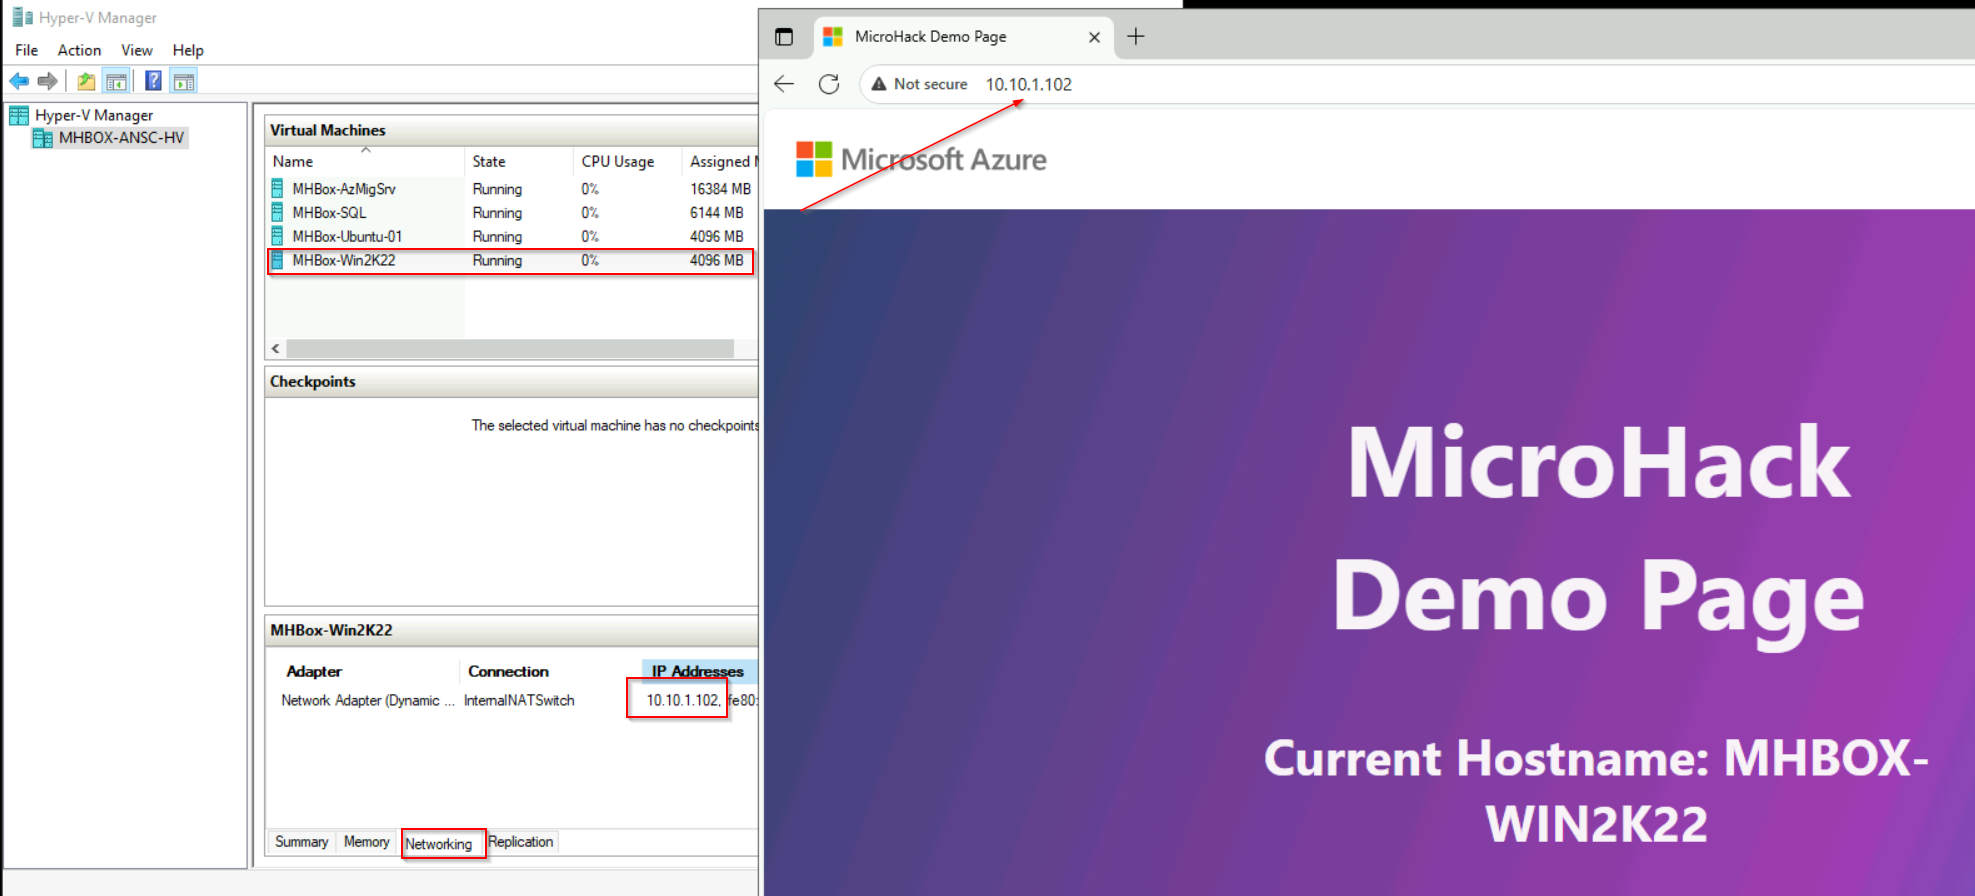 Hyper-V Manager
File Action View Help
Hyper-V Manager
MHBOX-ANSC-HV
Virtual Machines
Name State CPU Usage Assigned
MHBox-AzMigSrv Running 0% 16384 MB
MHBox-SQL Running 0% 6144 MB
MHBox-Ubuntu-01 Running 0% 4096 MB
MHBox-Win2K22 Running 0% 4096 MB
Checkpoints
The selected virtual machine has no checkpoints
MHBox-Win2K22
Adapter Connection IP Addresses
Network Adapter (Dynamic ... InternalNATSwitch 10.10.1.102, fe80:
Summary Memory Networking Replication
MicroHack Demo Page
Not secure 10.10.1.102
Microsoft Azure
MicroHack
Demo Page
Current Hostname: MHBOX-
WIN2K22